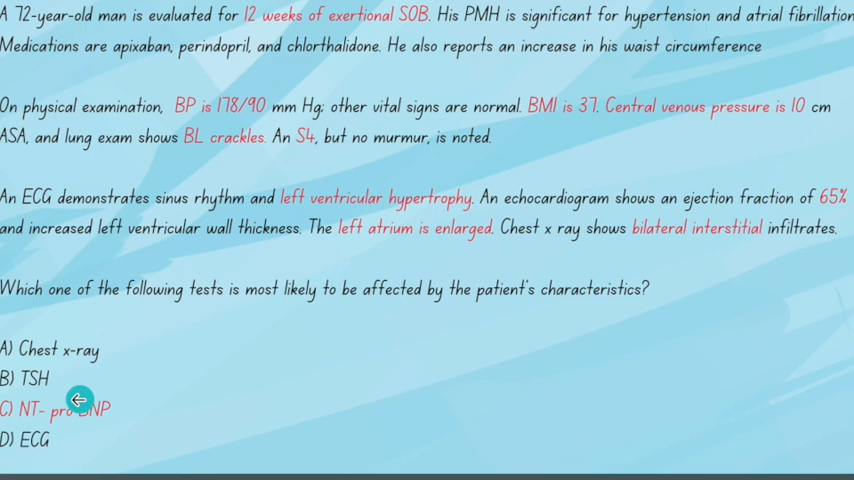 A 72-year-old man is evaluated for 12 weeks of exertional SOB. His PMH is significant for hypertension and atrial fibrillation
Medications are apixaban, perindopril, and chlorthalidone. He also reports an increase in his waist circumference
On physical examination, BP is 178/90 mm Hg; other vital signs are normal. BMI is 37. Central venous pressure is 10 cm
ASA, and lung exam shows BL crackles. An S4, but no murmur, is noted.
An ECG demonstrates sinus rhythm and left ventricular hypertrophy. An echocardiogram shows an ejection fraction of 65%
and increased left ventricular wall thickness. The left atrium is enlarged. Chest x ray shows bilateral interstitial infiltrates.
Which one of the following tests is most likely to be affected by the patient's characteristics?
A) Chest x-ray
B) TSH
C) NT- pro BNP
D) ECG